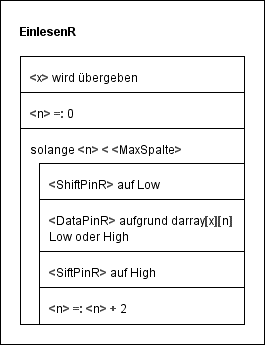 EinlesenR
<x> wird übergeben
<n> =: 0
solange <n> < <MaxSpalte>
<ShiftPinR> auf Low
<DataPinR> aufgrund darray[x][n]
Low oder High
<SiftPinR> auf High
<n> =: <n> + 2